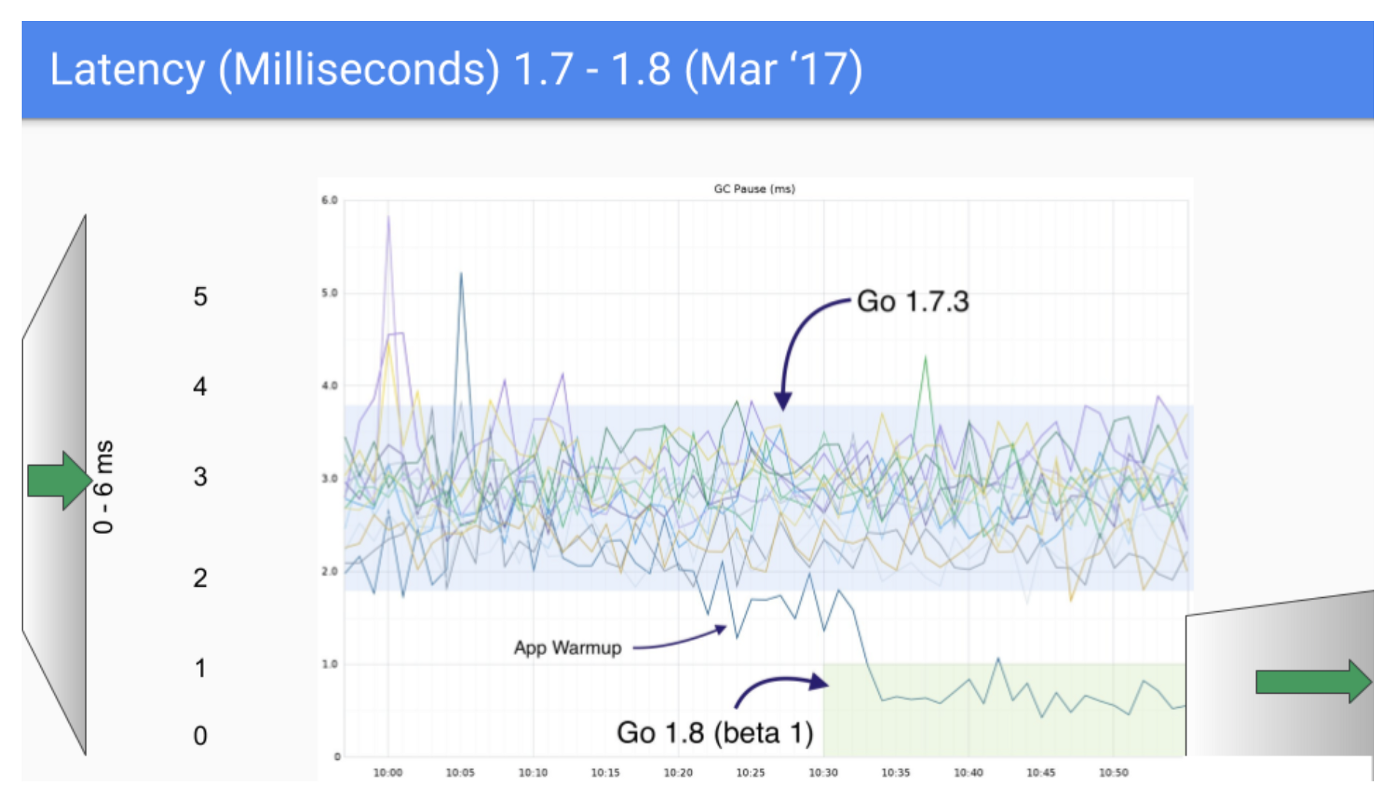 Latency (Milliseconds) 1.7 - 1.8 (Mar ‘17)
GC Pause (ms)
6.0
5.0
4.0
3.0
2.0
1.0
0
5
4
3
2
1
0
0 - 6 ms
Go 1.7.3
App Warmup
Go 1.8 (beta 1)
10:00 10:05 10:10 10:15 10:20 10:25 10:30 10:35 10:40 10:45 10:50